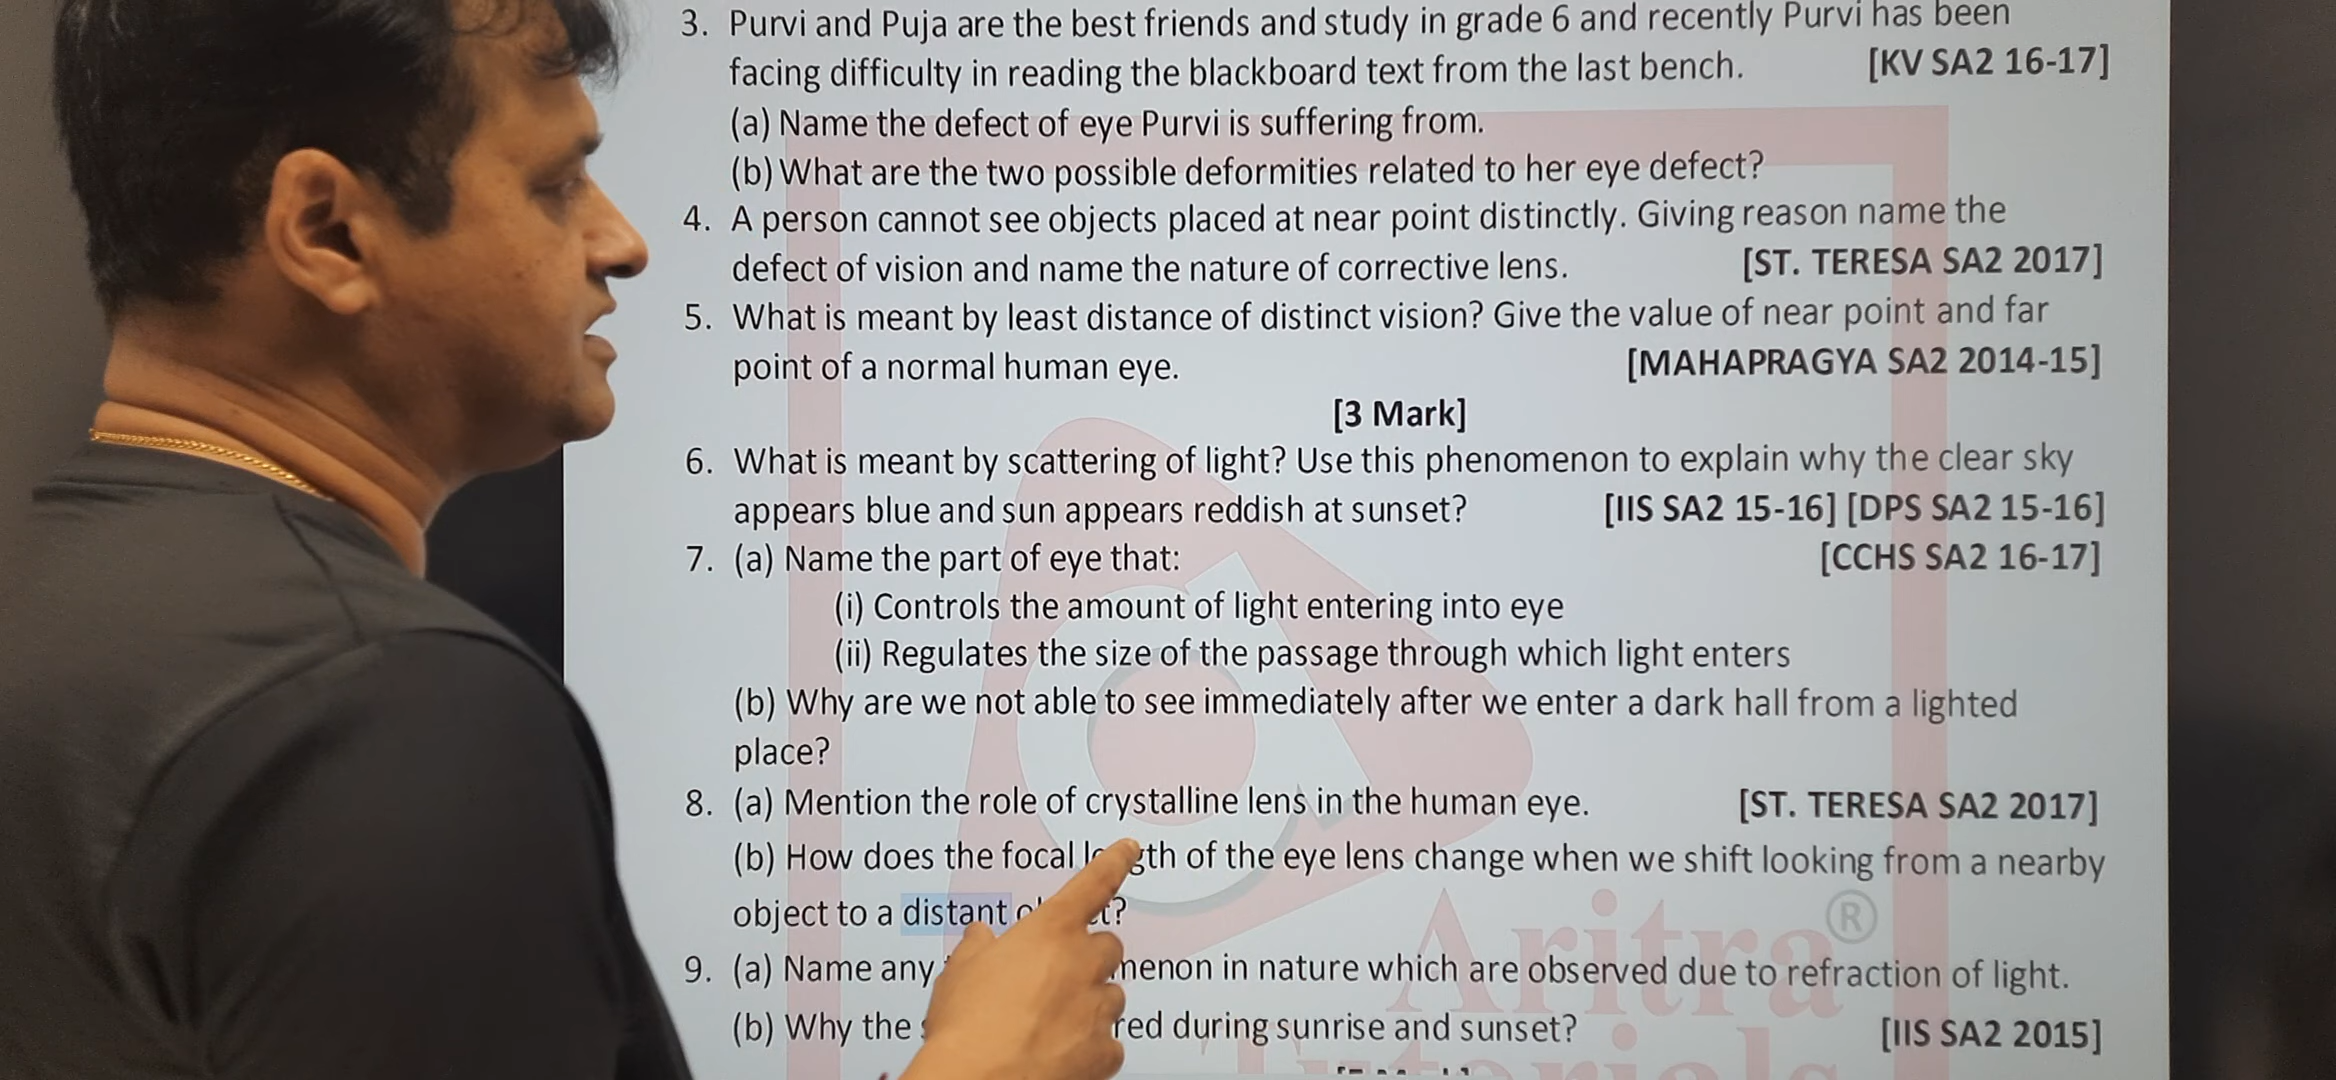 3. Purvi and Puja are the best friends and study in grade 6 and recently Purvi has been
facing difficulty in reading the blackboard text from the last bench. [KV SA2 16-17]
(a) Name the defect of eye Purvi is suffering from.
(b) What are the two possible deformities related to her eye defect?
4. A person cannot see objects placed at near point distinctly. Giving reason name the
defect of vision and name the nature of corrective lens. [ST. TERESA SA2 2017]
5. What is meant by least distance of distinct vision? Give the value of near point and far
point of a normal human eye. [MAHAPRAGYA SA2 2014-15]
[3 Mark]
6. What is meant by scattering of light? Use this phenomenon to explain why the clear sky
appears blue and sun appears reddish at sunset? [IIS SA2 15-16] [DPS SA2 15-16]
7. (a) Name the part of eye that: [CCHS SA2 16-17]
(i) Controls the amount of light entering into eye
(ii) Regulates the size of the passage through which light enters
(b) Why are we not able to see immediately after we enter a dark hall from a lighted
place?
8. (a) Mention the role of crystalline lens in the human eye. [ST. TERESA SA2 2017]
(b) How does the focal length of the eye lens change when we shift looking from a nearby
object to a distant
9. (a) Name any in nature which are observed due to refraction of light.
(b) Why the red during sunrise and sunset? [IIS SA2 2015]
Aritra ®
Tutorials